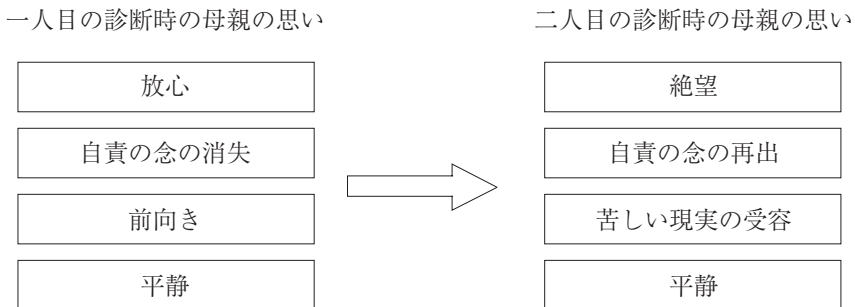 一人目の診断時の母親の思い
放心
自責の念の消失
前向き
平静
二人目の診断時の母親の思い
絶望
自責の念の再出
苦しい現実の受容
平静